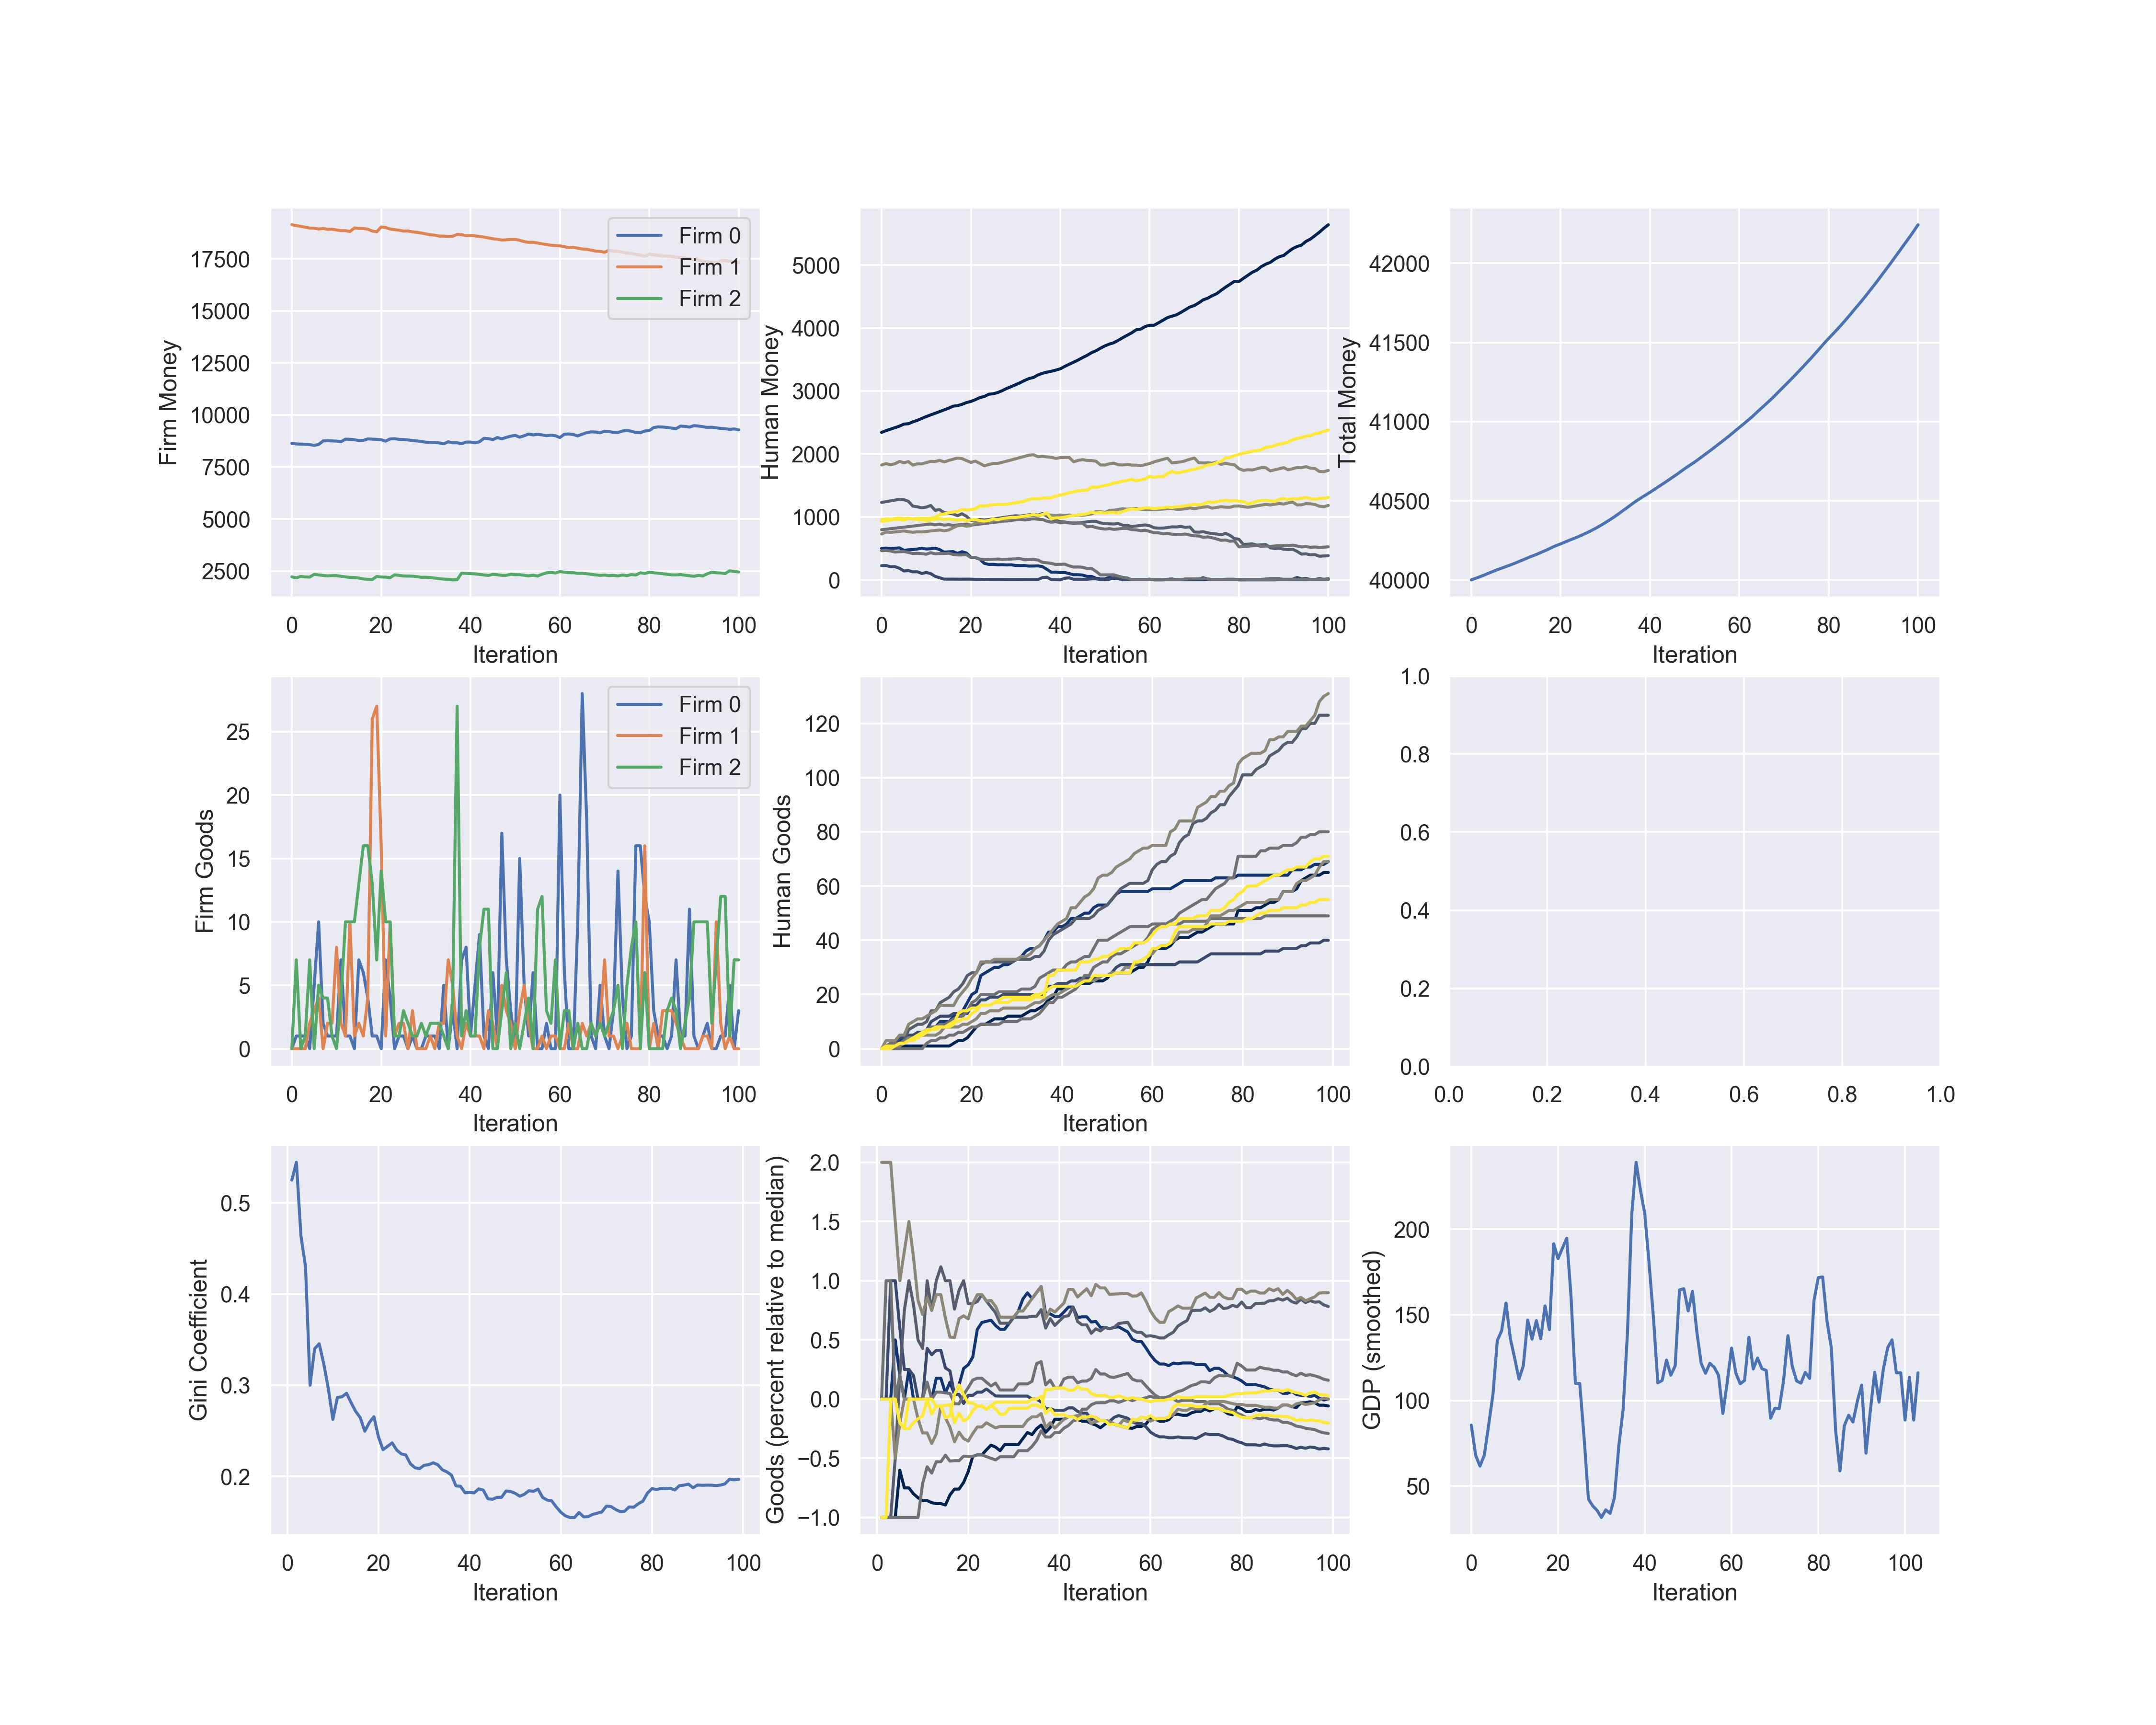 Firm Money
17500
15000
12500
10000
7500
5000
2500
0 20 40 60 80 100
Iteration
Firm 0
Firm 1
Firm 2
Human Money
5000
4000
3000
2000
1000
0
0 20 40 60 80 100
Iteration
Total Money
42000
41500
41000
40500
40000
0 20 40 60 80 100
Iteration
Firm Goods
25
20
15
10
5
0
0 20 40 60 80 100
Iteration
Firm 0
Firm 1
Firm 2
Human Goods
120
100
80
60
40
20
0
0 20 40 60 80 100
Iteration
1.0
0.8
0.6
0.4
0.2
0.0
0.0 0.2 0.4 0.6 0.8 1.0
Gini Coefficient
0.5
0.4
0.3
0.2
0 20 40 60 80 100
Iteration
Goods (percent relative to median)
2.0
1.5
1.0
0.5
0.0
−0.5
−1.0
0 20 40 60 80 100
Iteration
GDP (smoothed)
200
150
100
50
0 20 40 60 80 100
Iteration